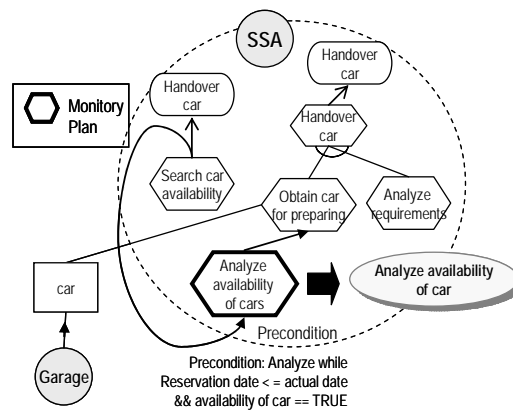 SSA
Handover
car
Handover
car
Monitory
Plan
Handover
car
Search car
availability
Obtain car
for preparing
Analyze
requirements
car
Analyze
availability
of cars
Analyze availability
of car
Precondition
Garage
Precondition: Analyze while
Reservation date < = actual date
&& availability of car == TRUE